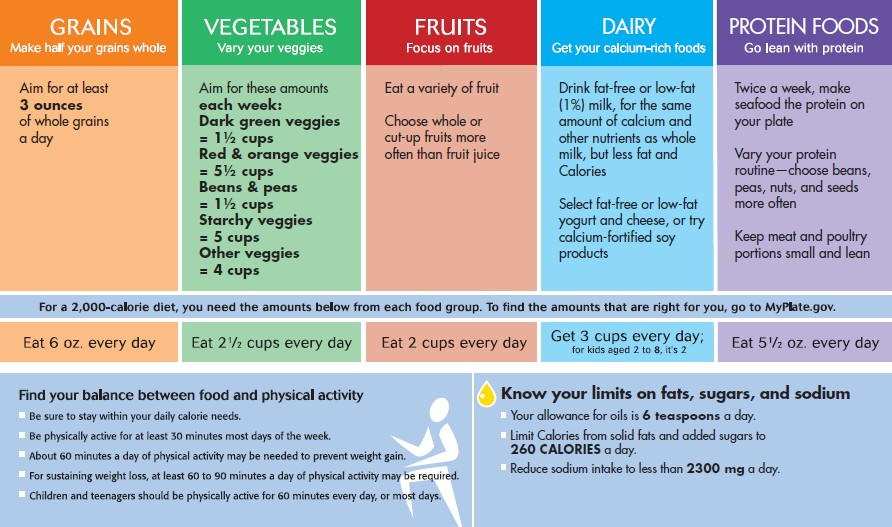 GRAINS
Make half your grains whole
Aim for at least
3 ounces
of whole grains
a day
VEGETABLES
Vary your veggies
Aim for these amounts
each week:
Dark green veggies
= 1½ cups
Red & orange veggies
= 5½ cups
Beans & peas
= 1½ cups
Starchy veggies
= 5 cups
Other veggies
= 4 cups
FRUITS
Focus on fruits
Eat a variety of fruit
Choose whole or
cut-up fruits more
often than fruit juice
DAIRY
Get your calcium-rich foods
Drink fat-free or low-fat
(1%) milk, for the same
amount of calcium and
other nutrients as whole
milk, but less fat and
Calories
Select fat-free or low-fat
yogurt and cheese, or try
calcium-fortified soy
products
PROTEIN FOODS
Go lean with protein
Twice a week, make
seafood the protein on
your plate
Vary your protein
routine—choose beans,
peas, nuts, and seeds
more often
Keep meat and poultry
portions small and lean
For a 2,000-calorie diet, you need the amounts below from each food group. To find the amounts that are right for you, go to MyPlate.gov.
Eat 6 oz. every day
Eat 2½ cups every day
Eat 2 cups every day
Get 3 cups every day;
for kids aged 2 to 8, it's 2
Eat 5½ oz. every day
Find your balance between food and physical activity
Be sure to stay within your daily calorie needs.
Be physically active for at least 30 minutes most days of the week.
About 60 minutes a day of physical activity may be needed to prevent weight gain.
For sustaining weight loss, at least 60 to 90 minutes a day of physical activity may be required.
Children and teenagers should be physically active for 60 minutes every day, or most days.
Know your limits on fats, sugars, and sodium
Your allowance for oils is 6 teaspoons a day.
Limit Calories from solid fats and added sugars to
260 CALORIES a day.
Reduce sodium intake to less than 2300 mg a day.